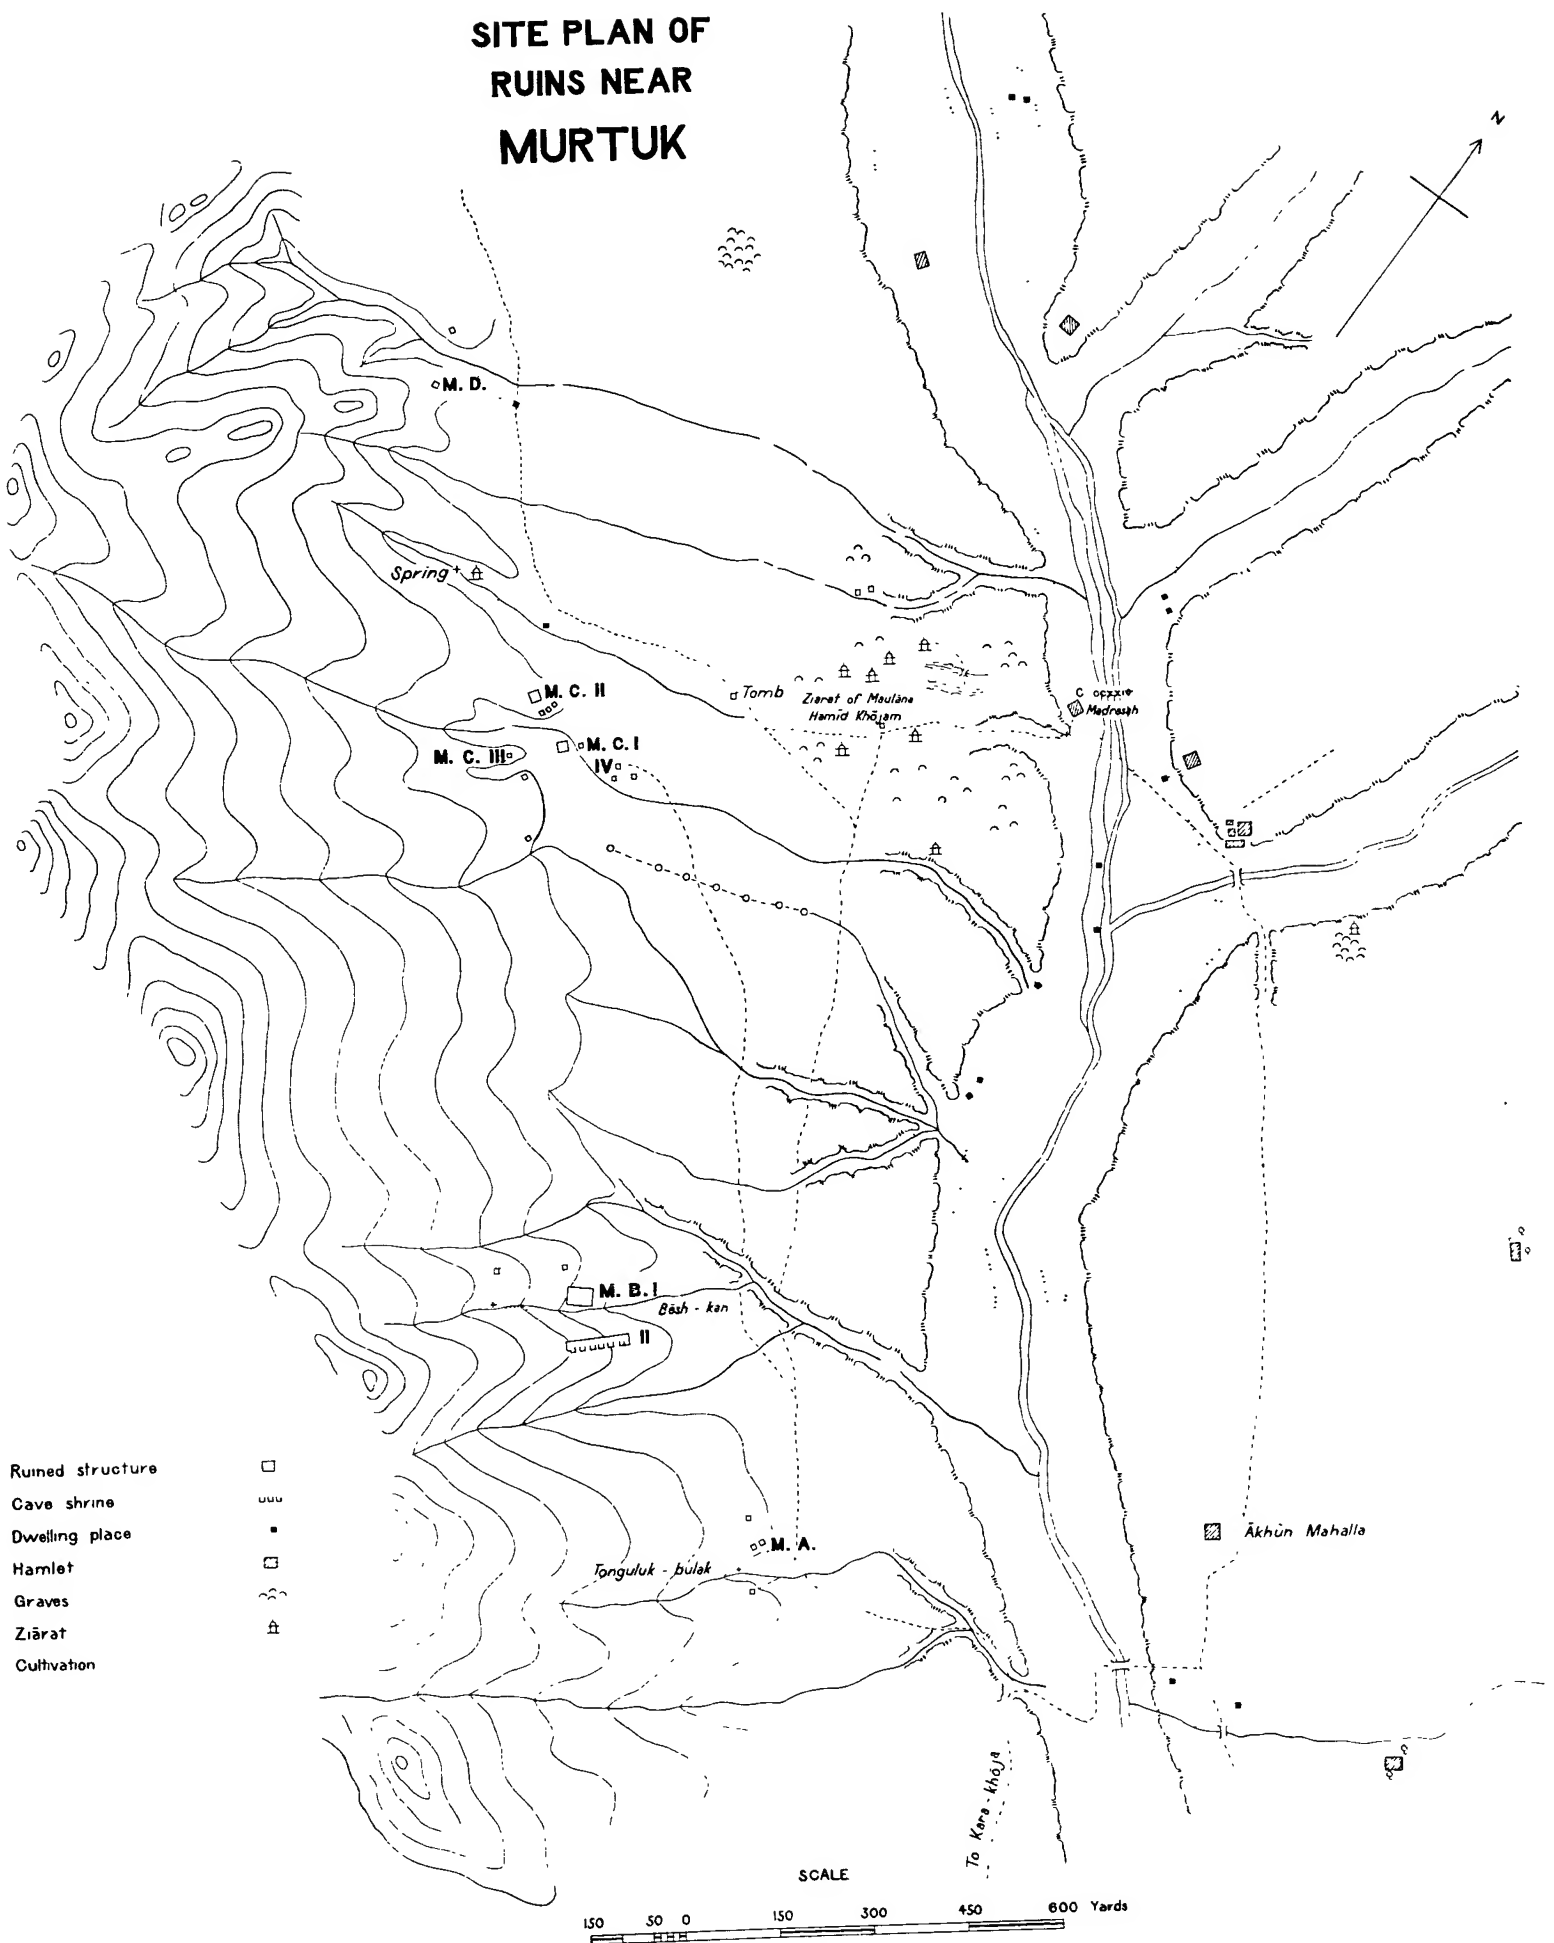 SITE PLAN OF
RUINS NEAR
MURTUK
N
M. D.
Spring
M. C. II
Tomb
Ziarat of Maulāna
Hamid Khōjam
Madrasah
M. C. I
M. C. III
IV
M. B. I
Bēsh - kan
II
Ruined structure
Cave shrine
Dwelling place
Hamlet
Graves
Ziārat
Cultivation
Ākhūn Mahalla
M. A.
Tonguluk - bulak
To Kara - khōja
SCALE
150 50 0 150 300 450 600 Yards